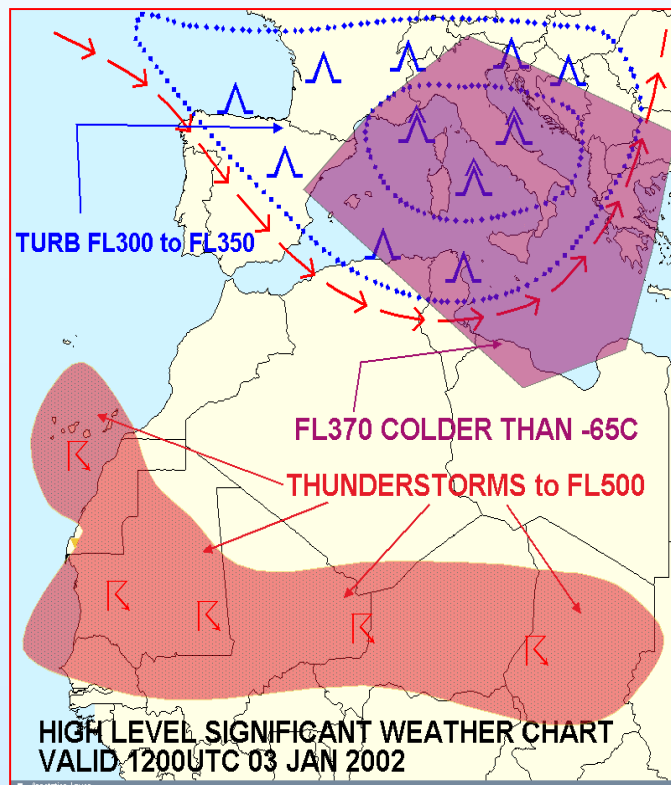 TURB FL300 to FL350
FL370 COLDER THAN -65C
THUNDERSTORMS to FL500
HIGH LEVEL SIGNIFICANT WEATHER CHART
VALID 1200UTC 03 JAN 2002